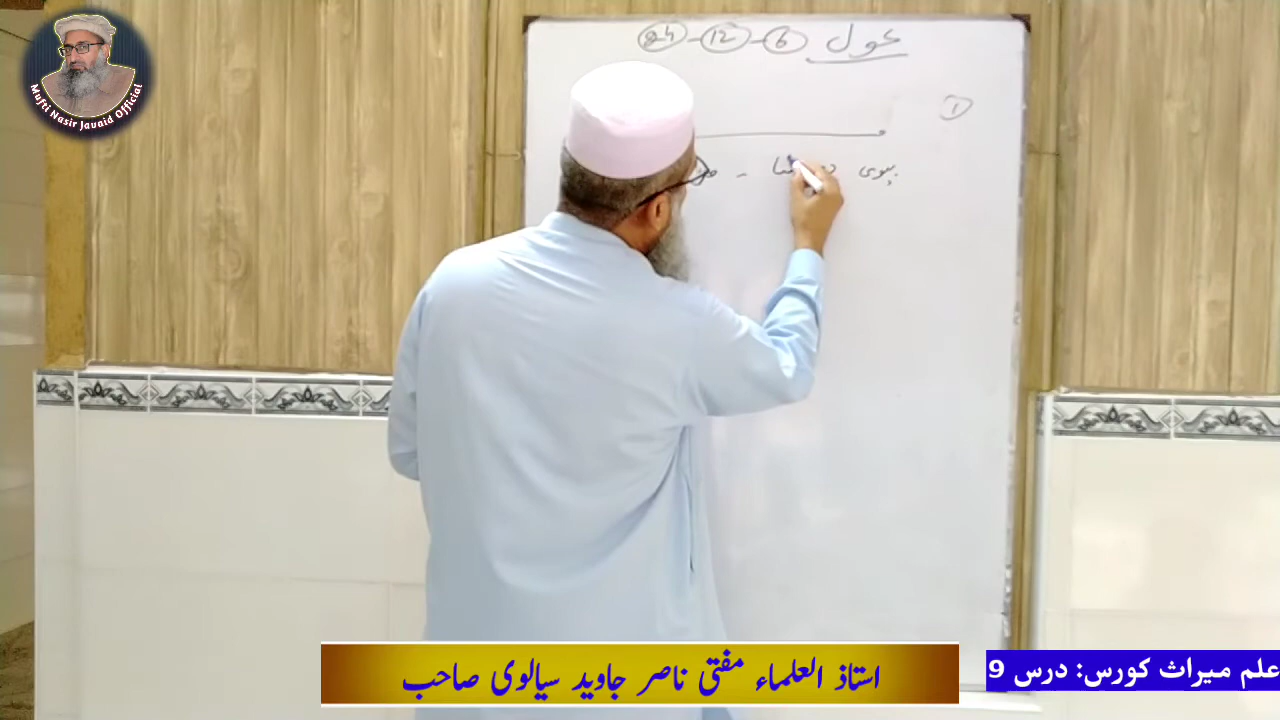 Mufti Nasir Javaid Official
عول 6 - 12 - 24
1
بیوی
استاذ العلماء مفتی ناصر جاوید سیالوی صاحب
علم میراث کورس: درس 9